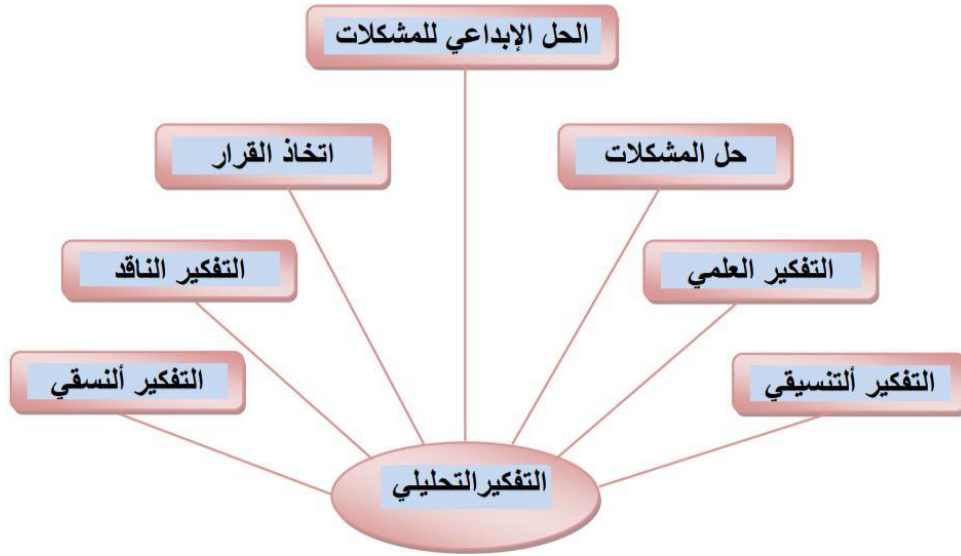 الحل الإبداعي للمشكلات
حل المشكلات
اتخاذ القرار
التفكير العلمي
التفكير الناقد
التفكير ألتنسيقي
التفكير ألنسقي
التفكيرالتحليلي